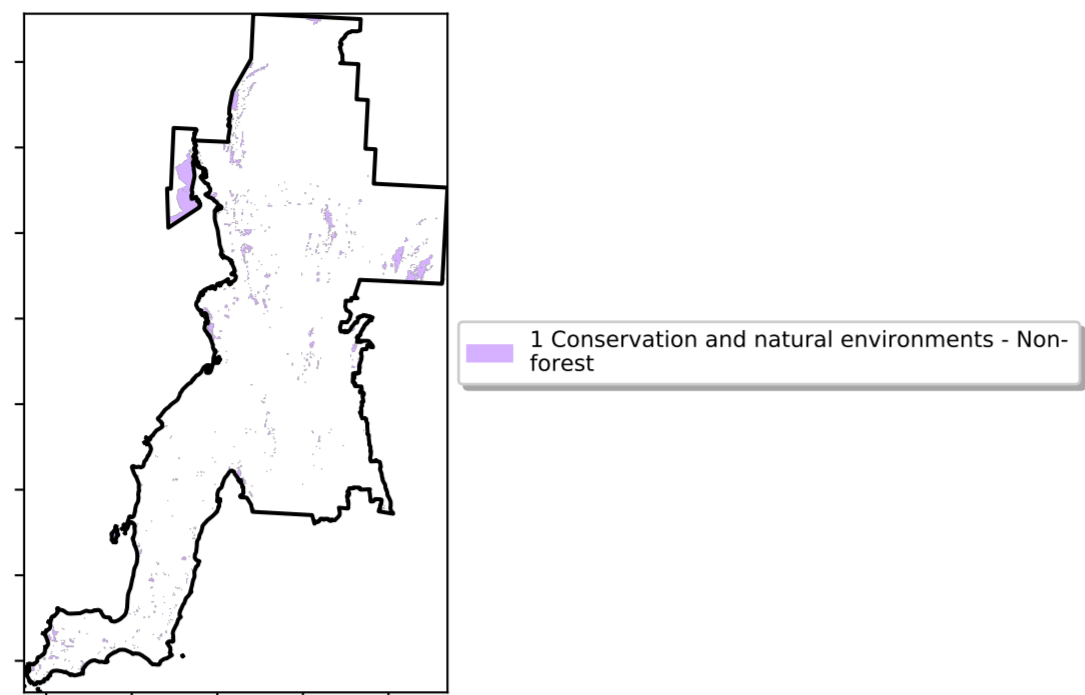 1 Conservation and natural environments - Non-
forest